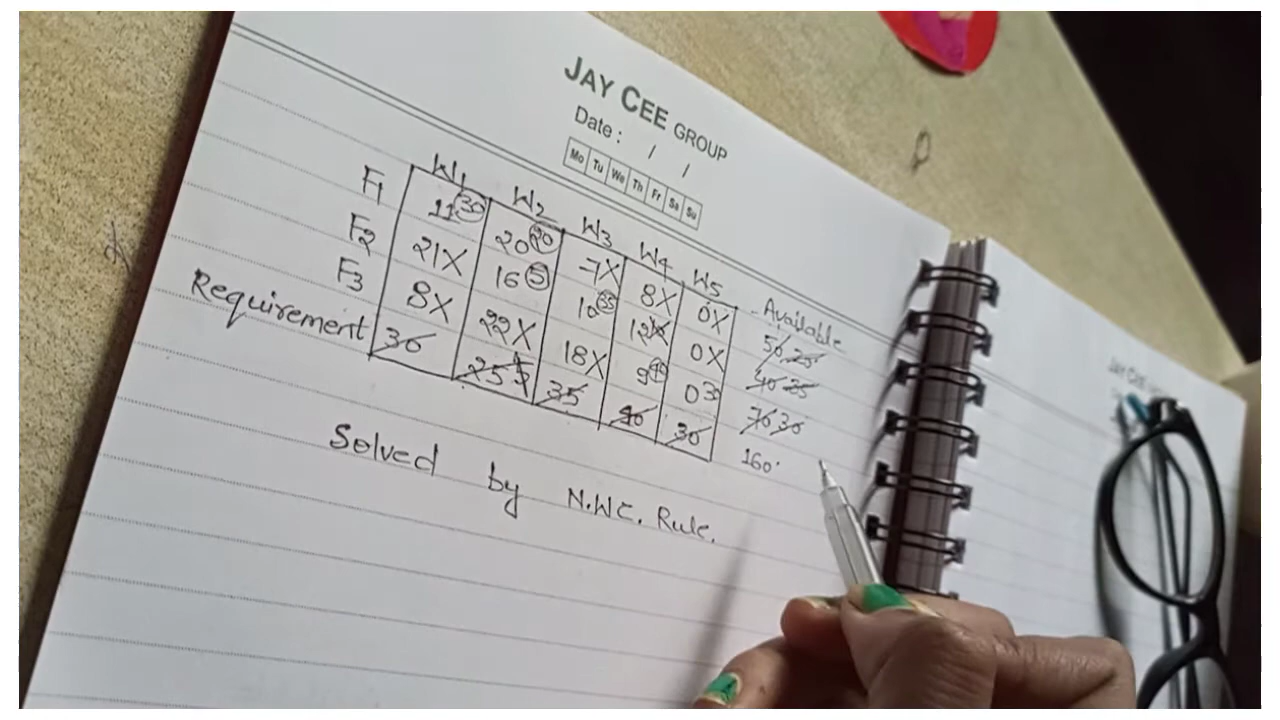 JAY CEE GROUP
Date : / /
Mo Tu We Th Fr Sa Su
W1 W2 W3 W4 W5 Available
F1 11 30 20 20 7X 8X 0X 50 20
F2 21X 16 5 10 35 12X 0X 40 35
F3 8X 22X 18X 9 40 0 30 70 30
Requirement 30 25 5 35 40 30 160
Solved by N.W.C. Rule.
JAY CEE